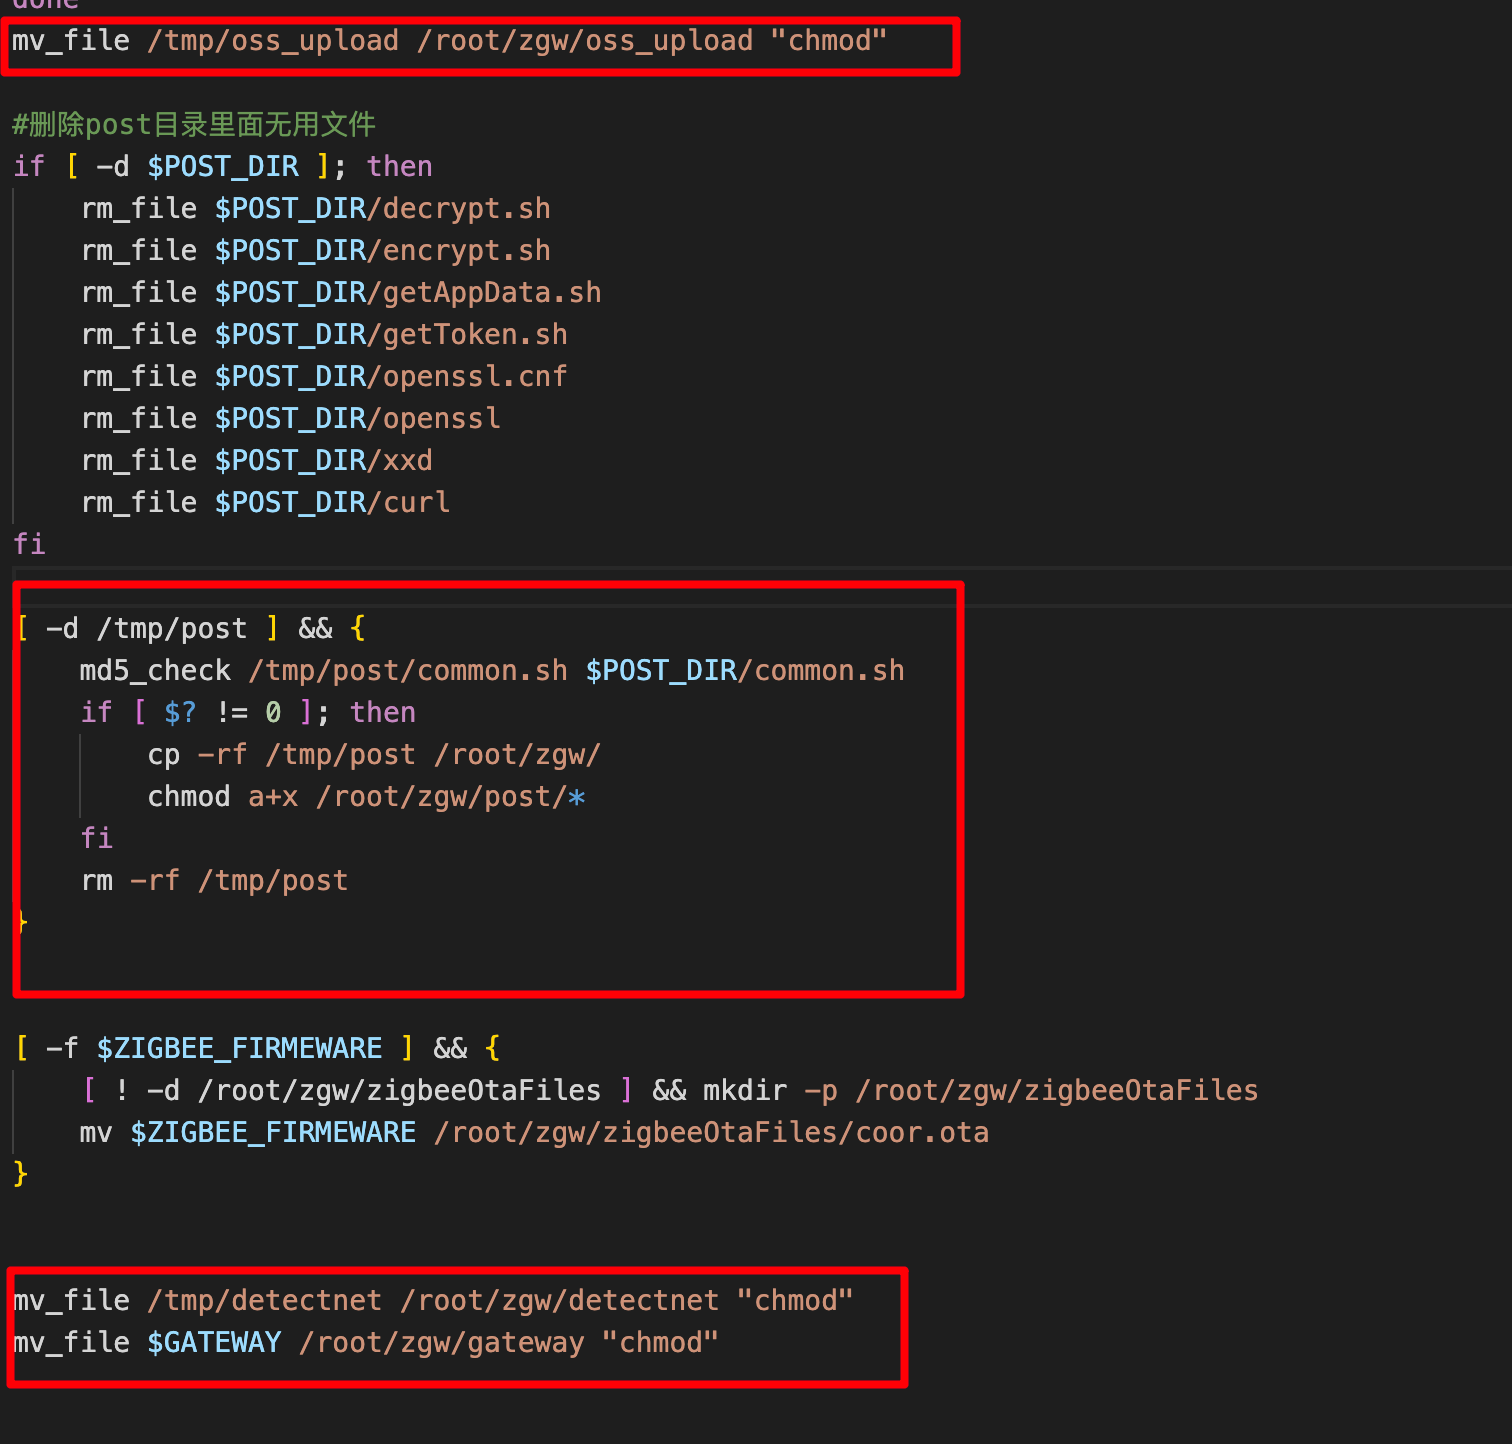 done
mv_file /tmp/oss_upload /root/zgw/oss_upload "chmod"
#删除post目录里面无用文件
if [ -d $POST_DIR ]; then
rm_file $POST_DIR/decrypt.sh
rm_file $POST_DIR/encrypt.sh
rm_file $POST_DIR/getAppData.sh
rm_file $POST_DIR/getToken.sh
rm_file $POST_DIR/openssl.cnf
rm_file $POST_DIR/openssl
rm_file $POST_DIR/xxd
rm_file $POST_DIR/curl
fi
[ -d /tmp/post ] && {
md5_check /tmp/post/common.sh $POST_DIR/common.sh
if [ $? != 0 ]; then
cp -rf /tmp/post /root/zgw/
chmod a+x /root/zgw/post/*
fi
rm -rf /tmp/post
}
[ -f $ZIGBEE_FIRMEWARE ] && {
[ ! -d /root/zgw/zigbeeOtaFiles ] && mkdir -p /root/zgw/zigbeeOtaFiles
mv $ZIGBEE_FIRMEWARE /root/zgw/zigbeeOtaFiles/coor.ota
}
mv_file /tmp/detectnet /root/zgw/detectnet "chmod"
mv_file $GATEWAY /root/zgw/gateway "chmod"